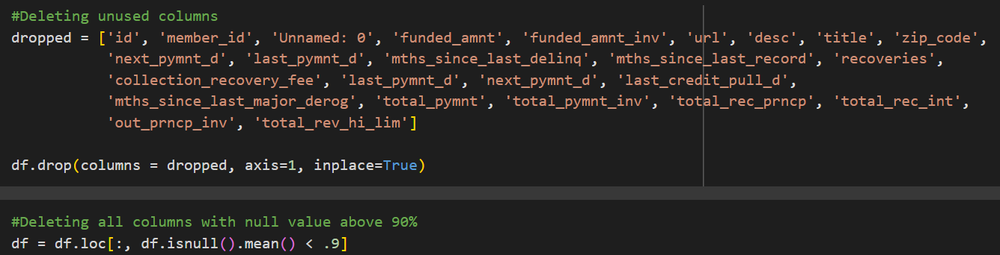 #Deleting unused columns
dropped = ['id', 'member_id', 'Unnamed: 0', 'funded_amnt', 'funded_amnt_inv', 'url', 'desc', 'title', 'zip_code',
'next_pymnt_d', 'last_pymnt_d', 'mths_since_last_delinq', 'mths_since_last_record', 'recoveries',
'collection_recovery_fee', 'last_pymnt_d', 'next_pymnt_d', 'last_credit_pull_d',
'mths_since_last_major_derog', 'total_pymnt', 'total_pymnt_inv', 'total_rec_prncp', 'total_rec_int',
'out_prncp_inv', 'total_rev_hi_lim']
df.drop(columns = dropped, axis=1, inplace=True)
#Deleting all columns with null value above 90%
df = df.loc[:, df.isnull().mean() < .9]